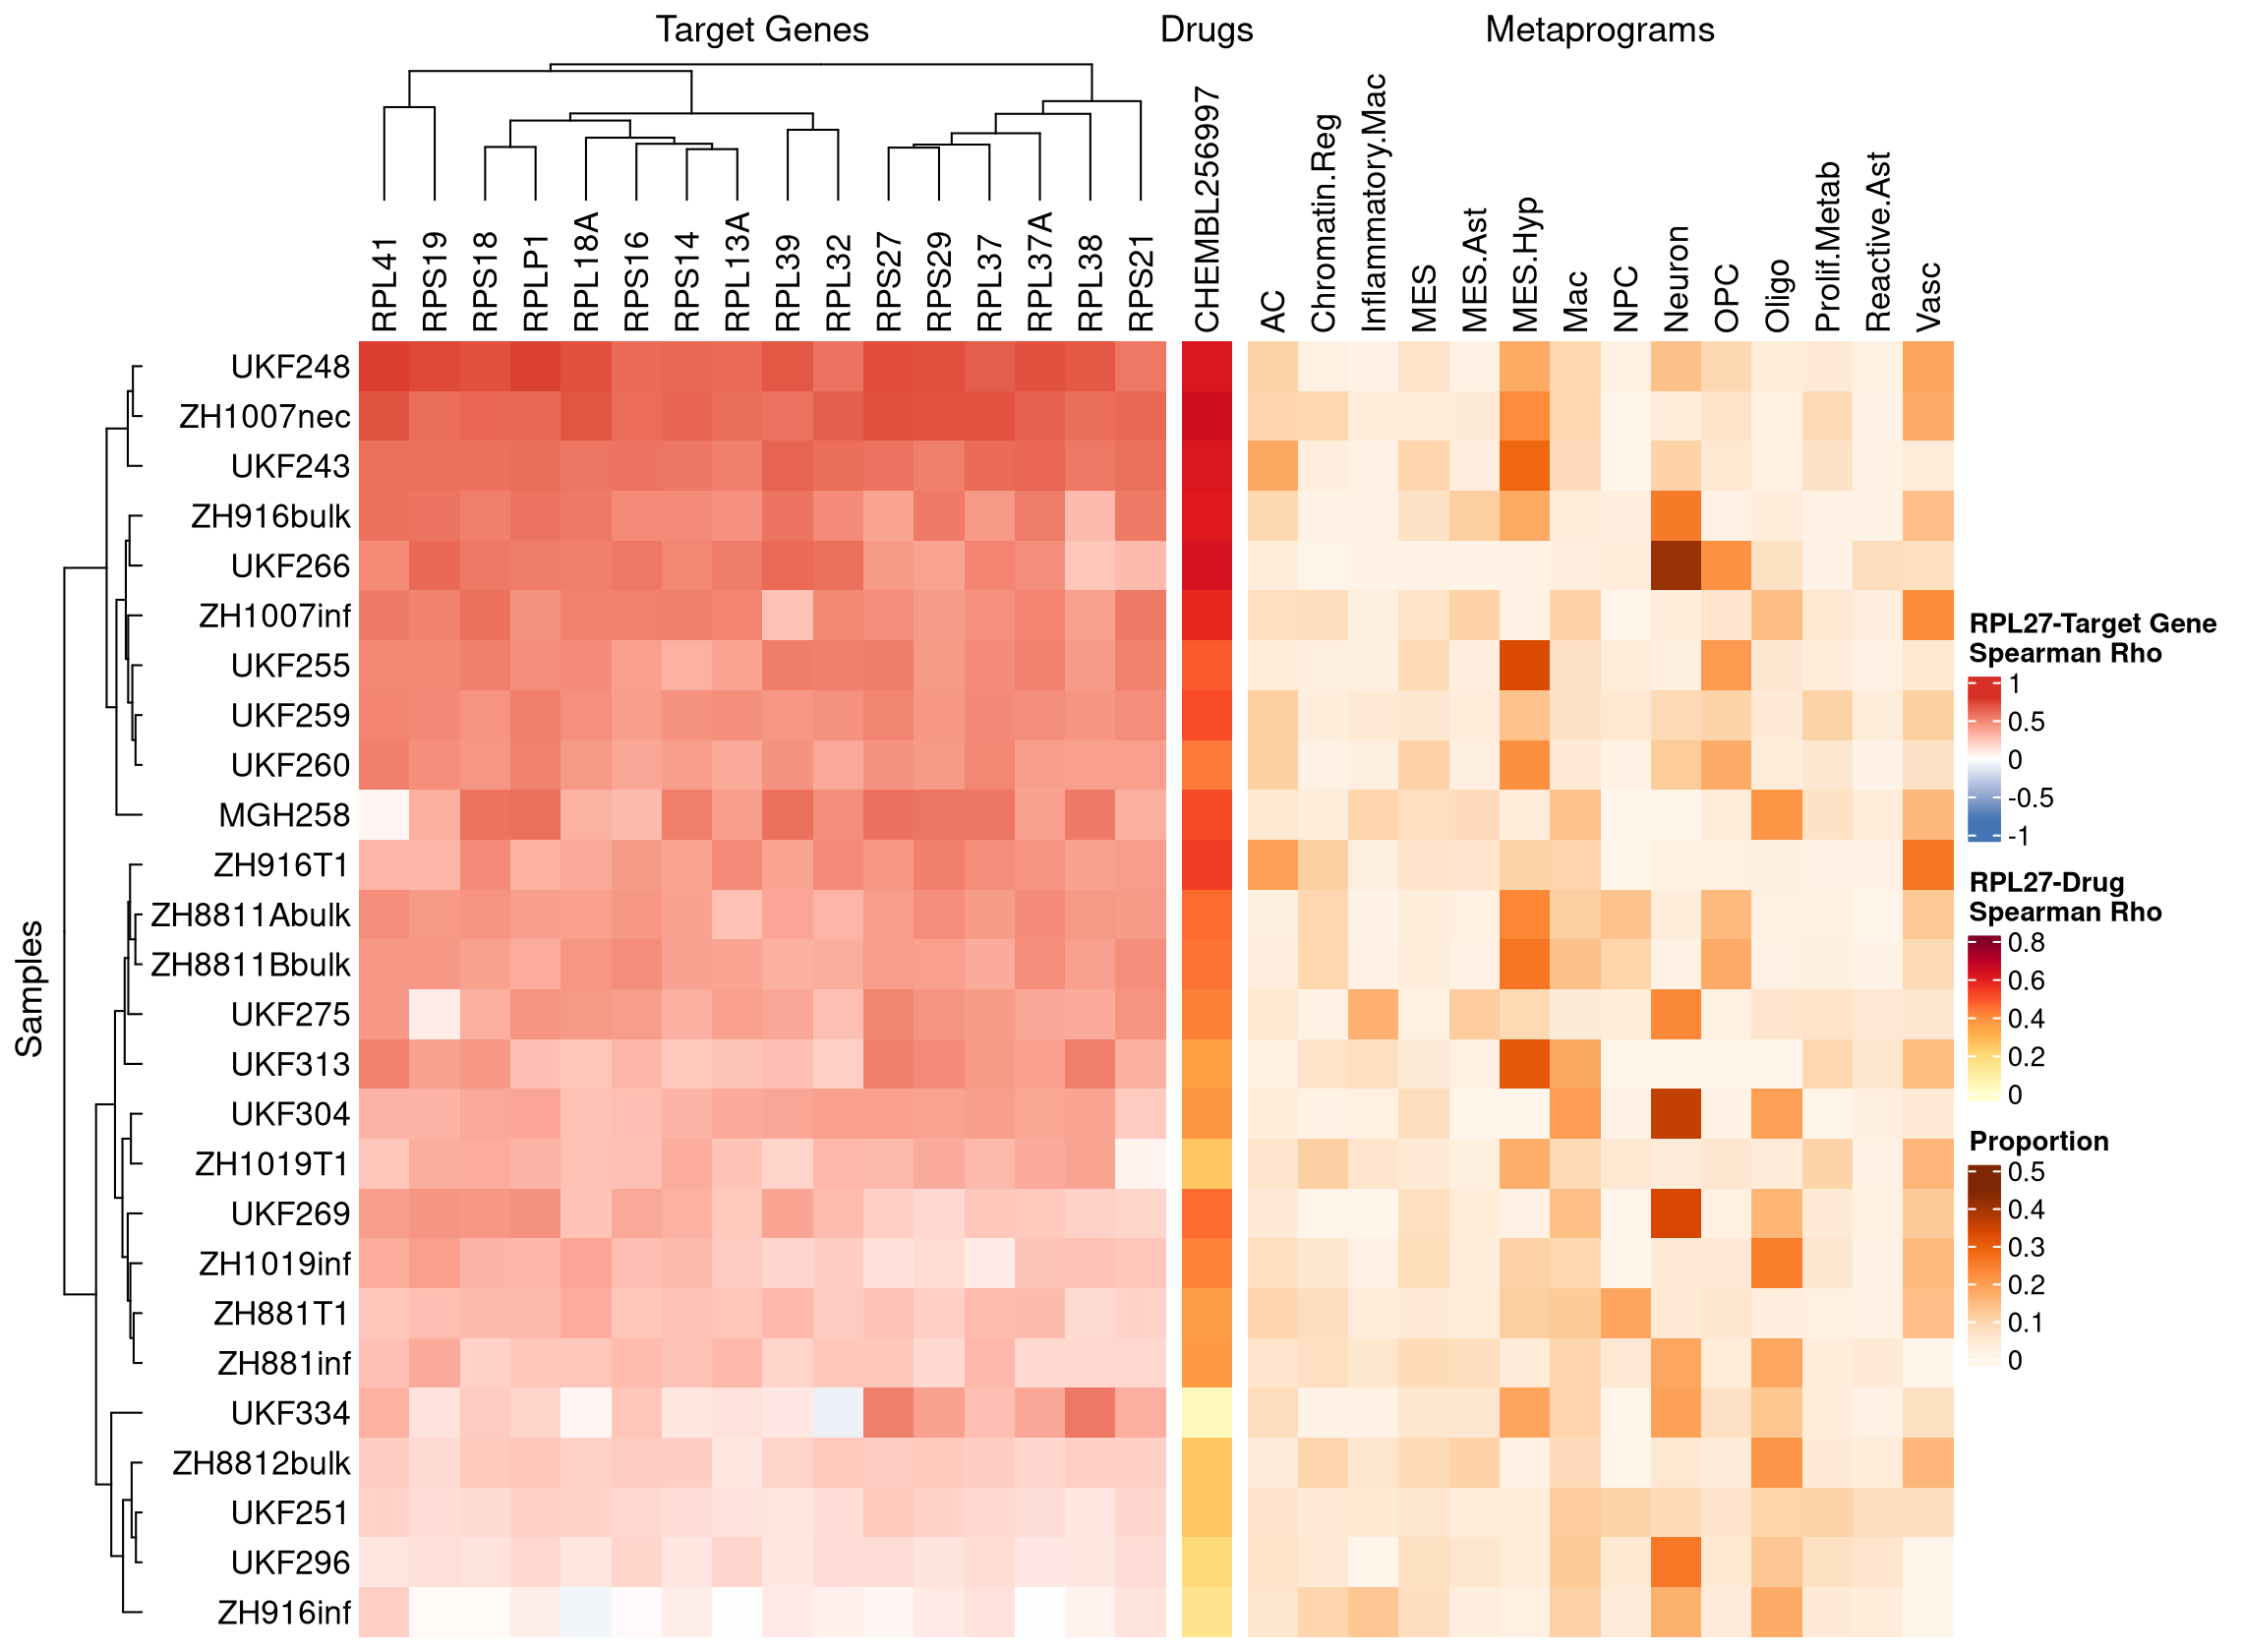 Target Genes
Drugs
Metaprograms
RPL41
RPS19
RPS18
RPLP1
RPL18A
RPS16
RPS14
RPL13A
RPL39
RPL32
RPS27
RPS29
RPL37
RPL37A
RPL38
RPS21
CHEMBL256997
AC
Chromatin.Reg
Inflammatory.Mac
MES
MES.Ast
MES.Hyp
Mac
NPC
Neuron
OPC
Oligo
Prolif.Metab
Reactive.Ast
Vasc
Samples
UKF248
ZH1007nec
UKF243
ZH916bulk
UKF266
ZH1007inf
UKF255
UKF259
UKF260
MGH258
ZH916T1
ZH8811Abulk
ZH8811Bbulk
UKF275
UKF313
UKF304
ZH1019T1
UKF269
ZH1019inf
ZH881T1
ZH881inf
UKF334
ZH8812bulk
UKF251
UKF296
ZH916inf
RPL27-Target Gene
Spearman Rho
1
0.5
0
-0.5
-1
RPL27-Drug
Spearman Rho
0.8
0.6
0.4
0.2
0
Proportion
0.5
0.4
0.3
0.2
0.1
0